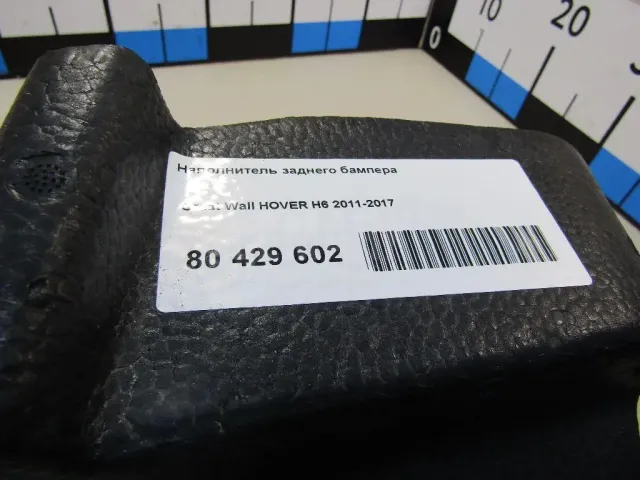 10
0
20
Наполнитель заднего бампера
Wall HOVER H6 2011-2017
80 429 602